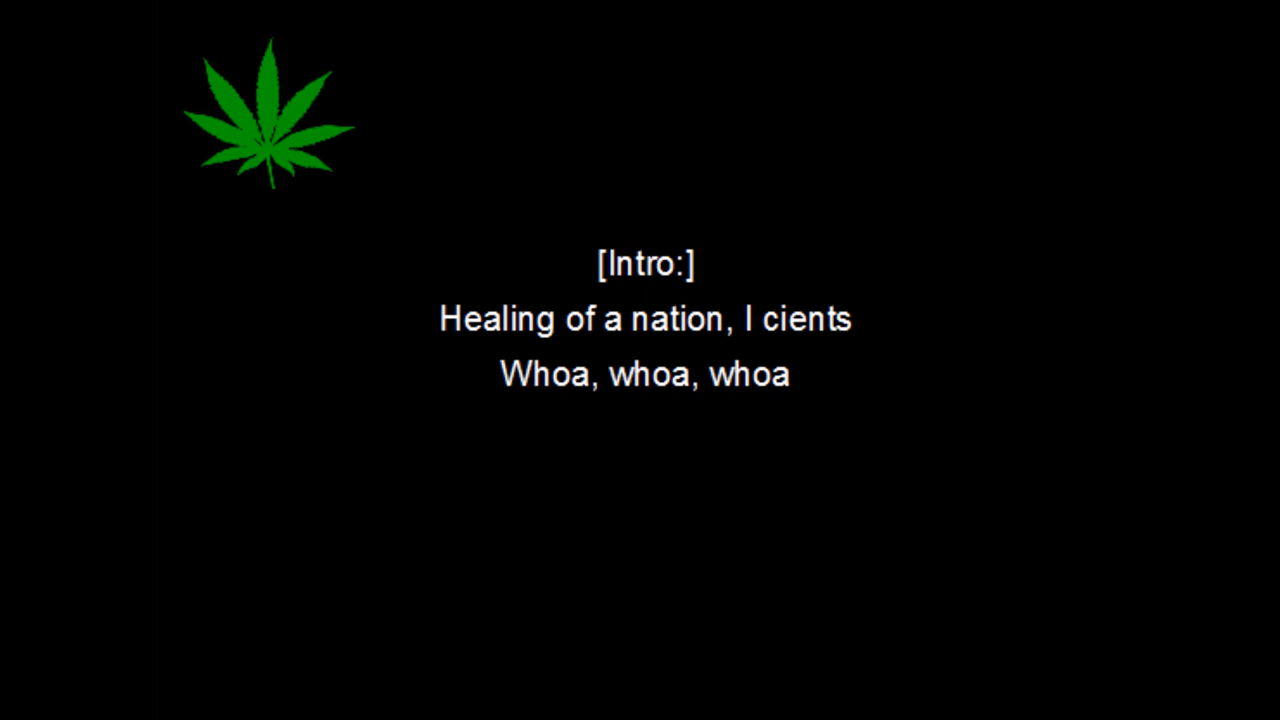 [Intro:]
Healing of a nation, I cients
Whoa, whoa, whoa